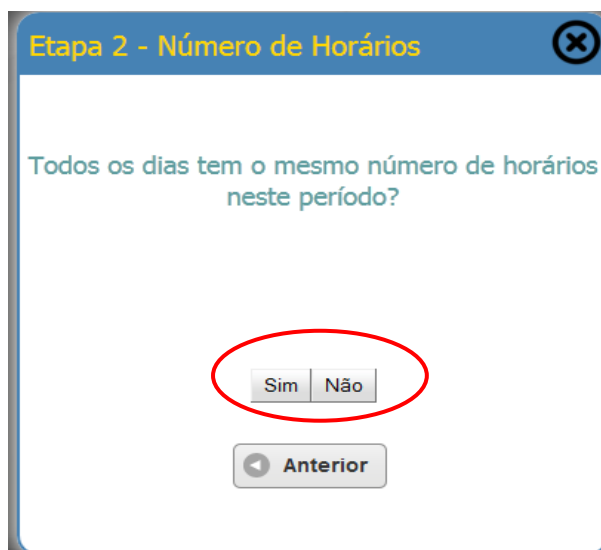 Etapa 2 - Número de Horários
Todos os dias tem o mesmo número de horários
neste período?
Sim Não
Anterior